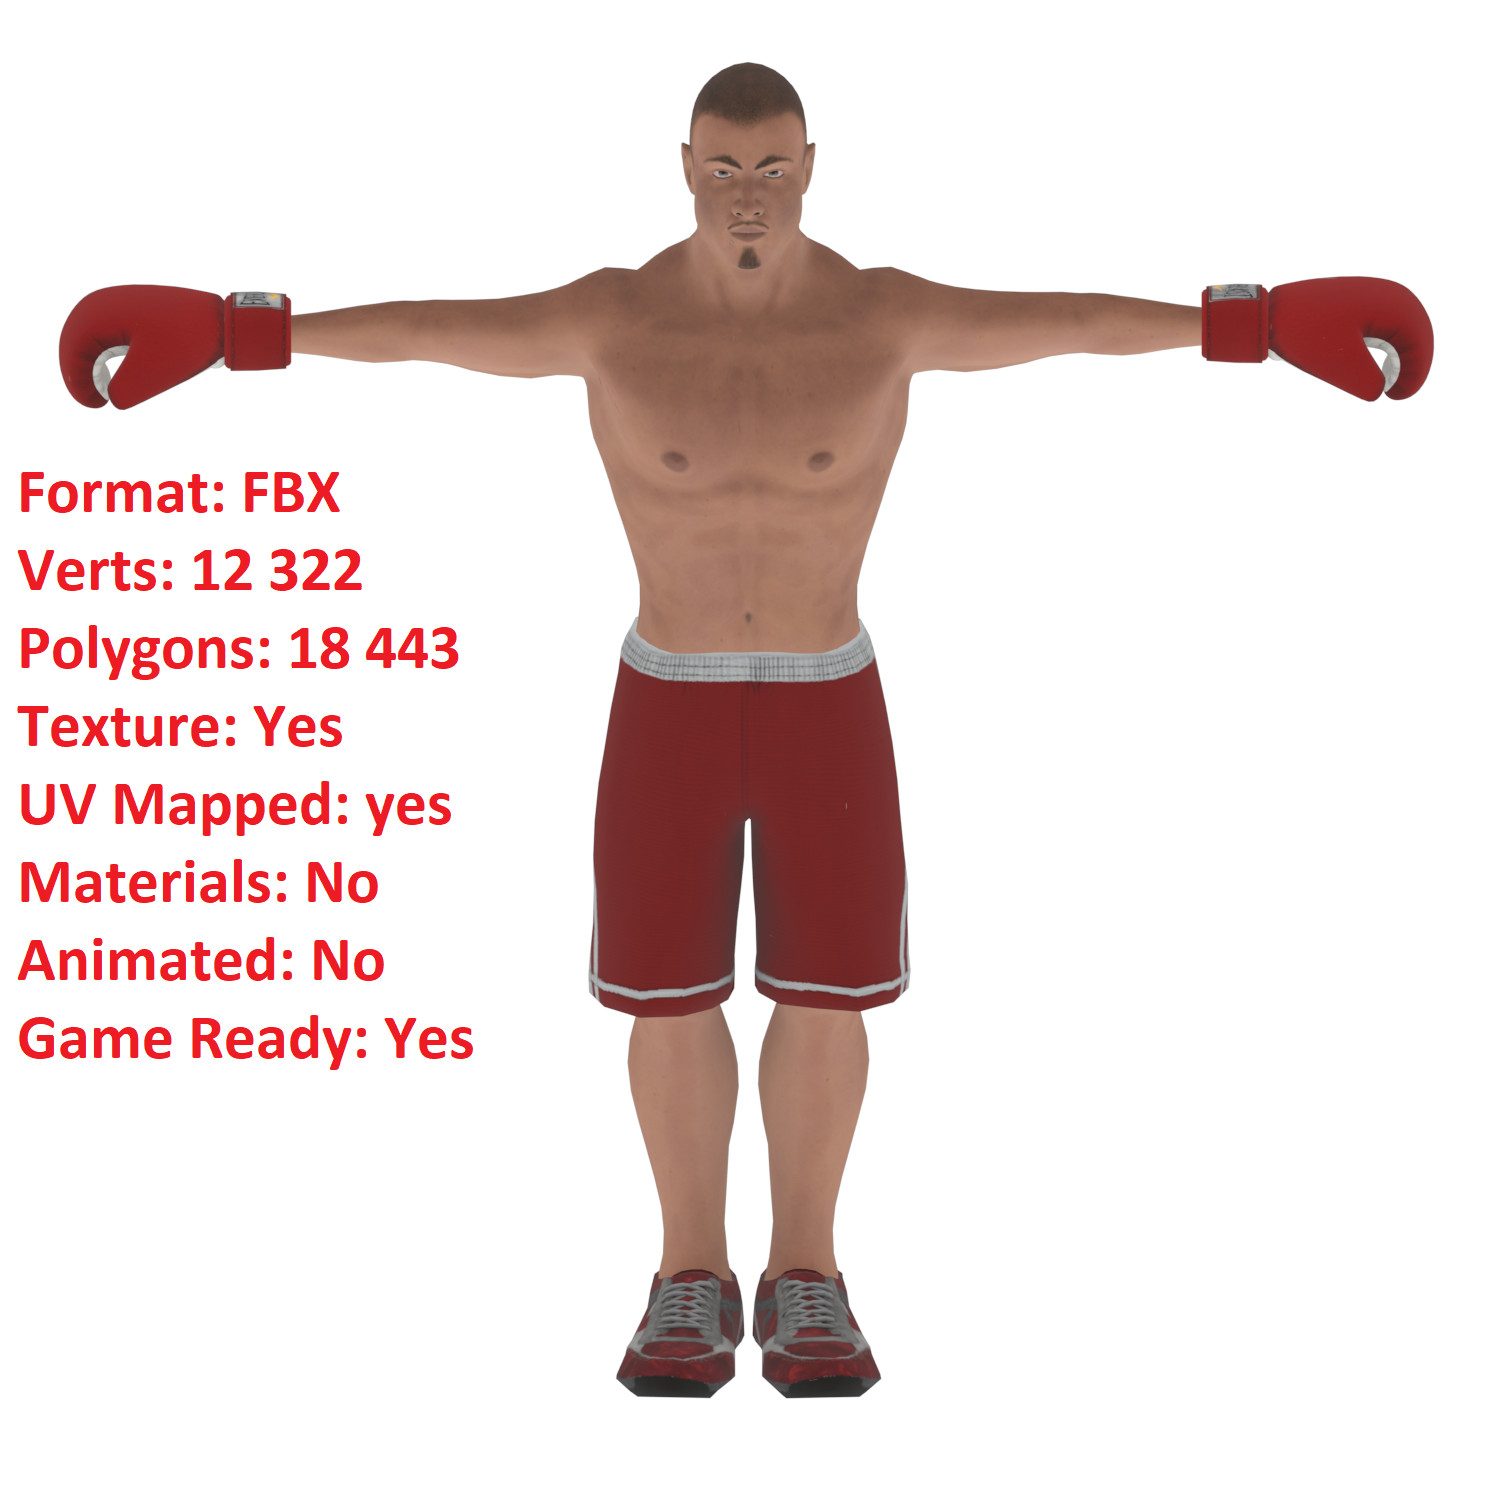 Format: FBX
Verts: 12 322
Polygons: 18 443
Texture: Yes
UV Mapped: yes
Materials: No
Animated: No
Game Ready: Yes